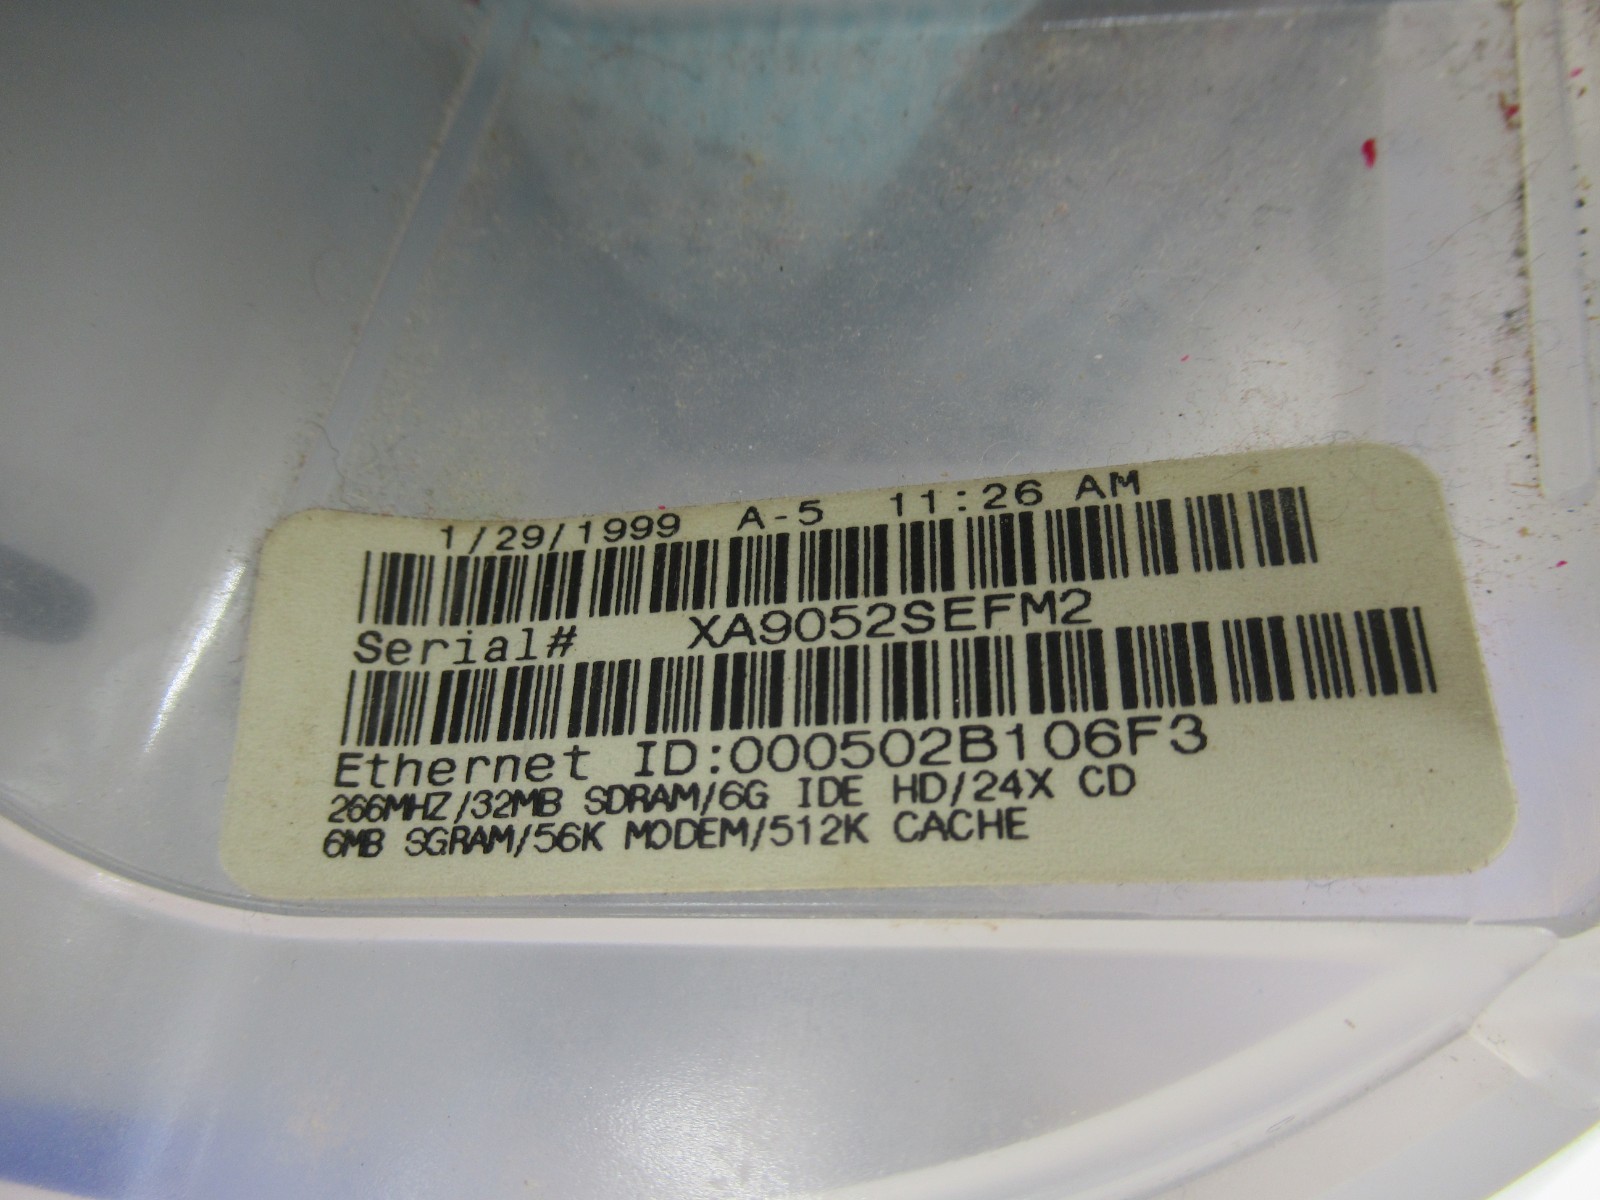 1/29/1999 A-5 11:26 AM
Serial# XA9052SEFM2
Ethernet ID:000502B106F3
266MHZ/32MB SDRAM/6G IDE HD/24X CD
6MB SGRAM/56K MODEM/512K CACHE